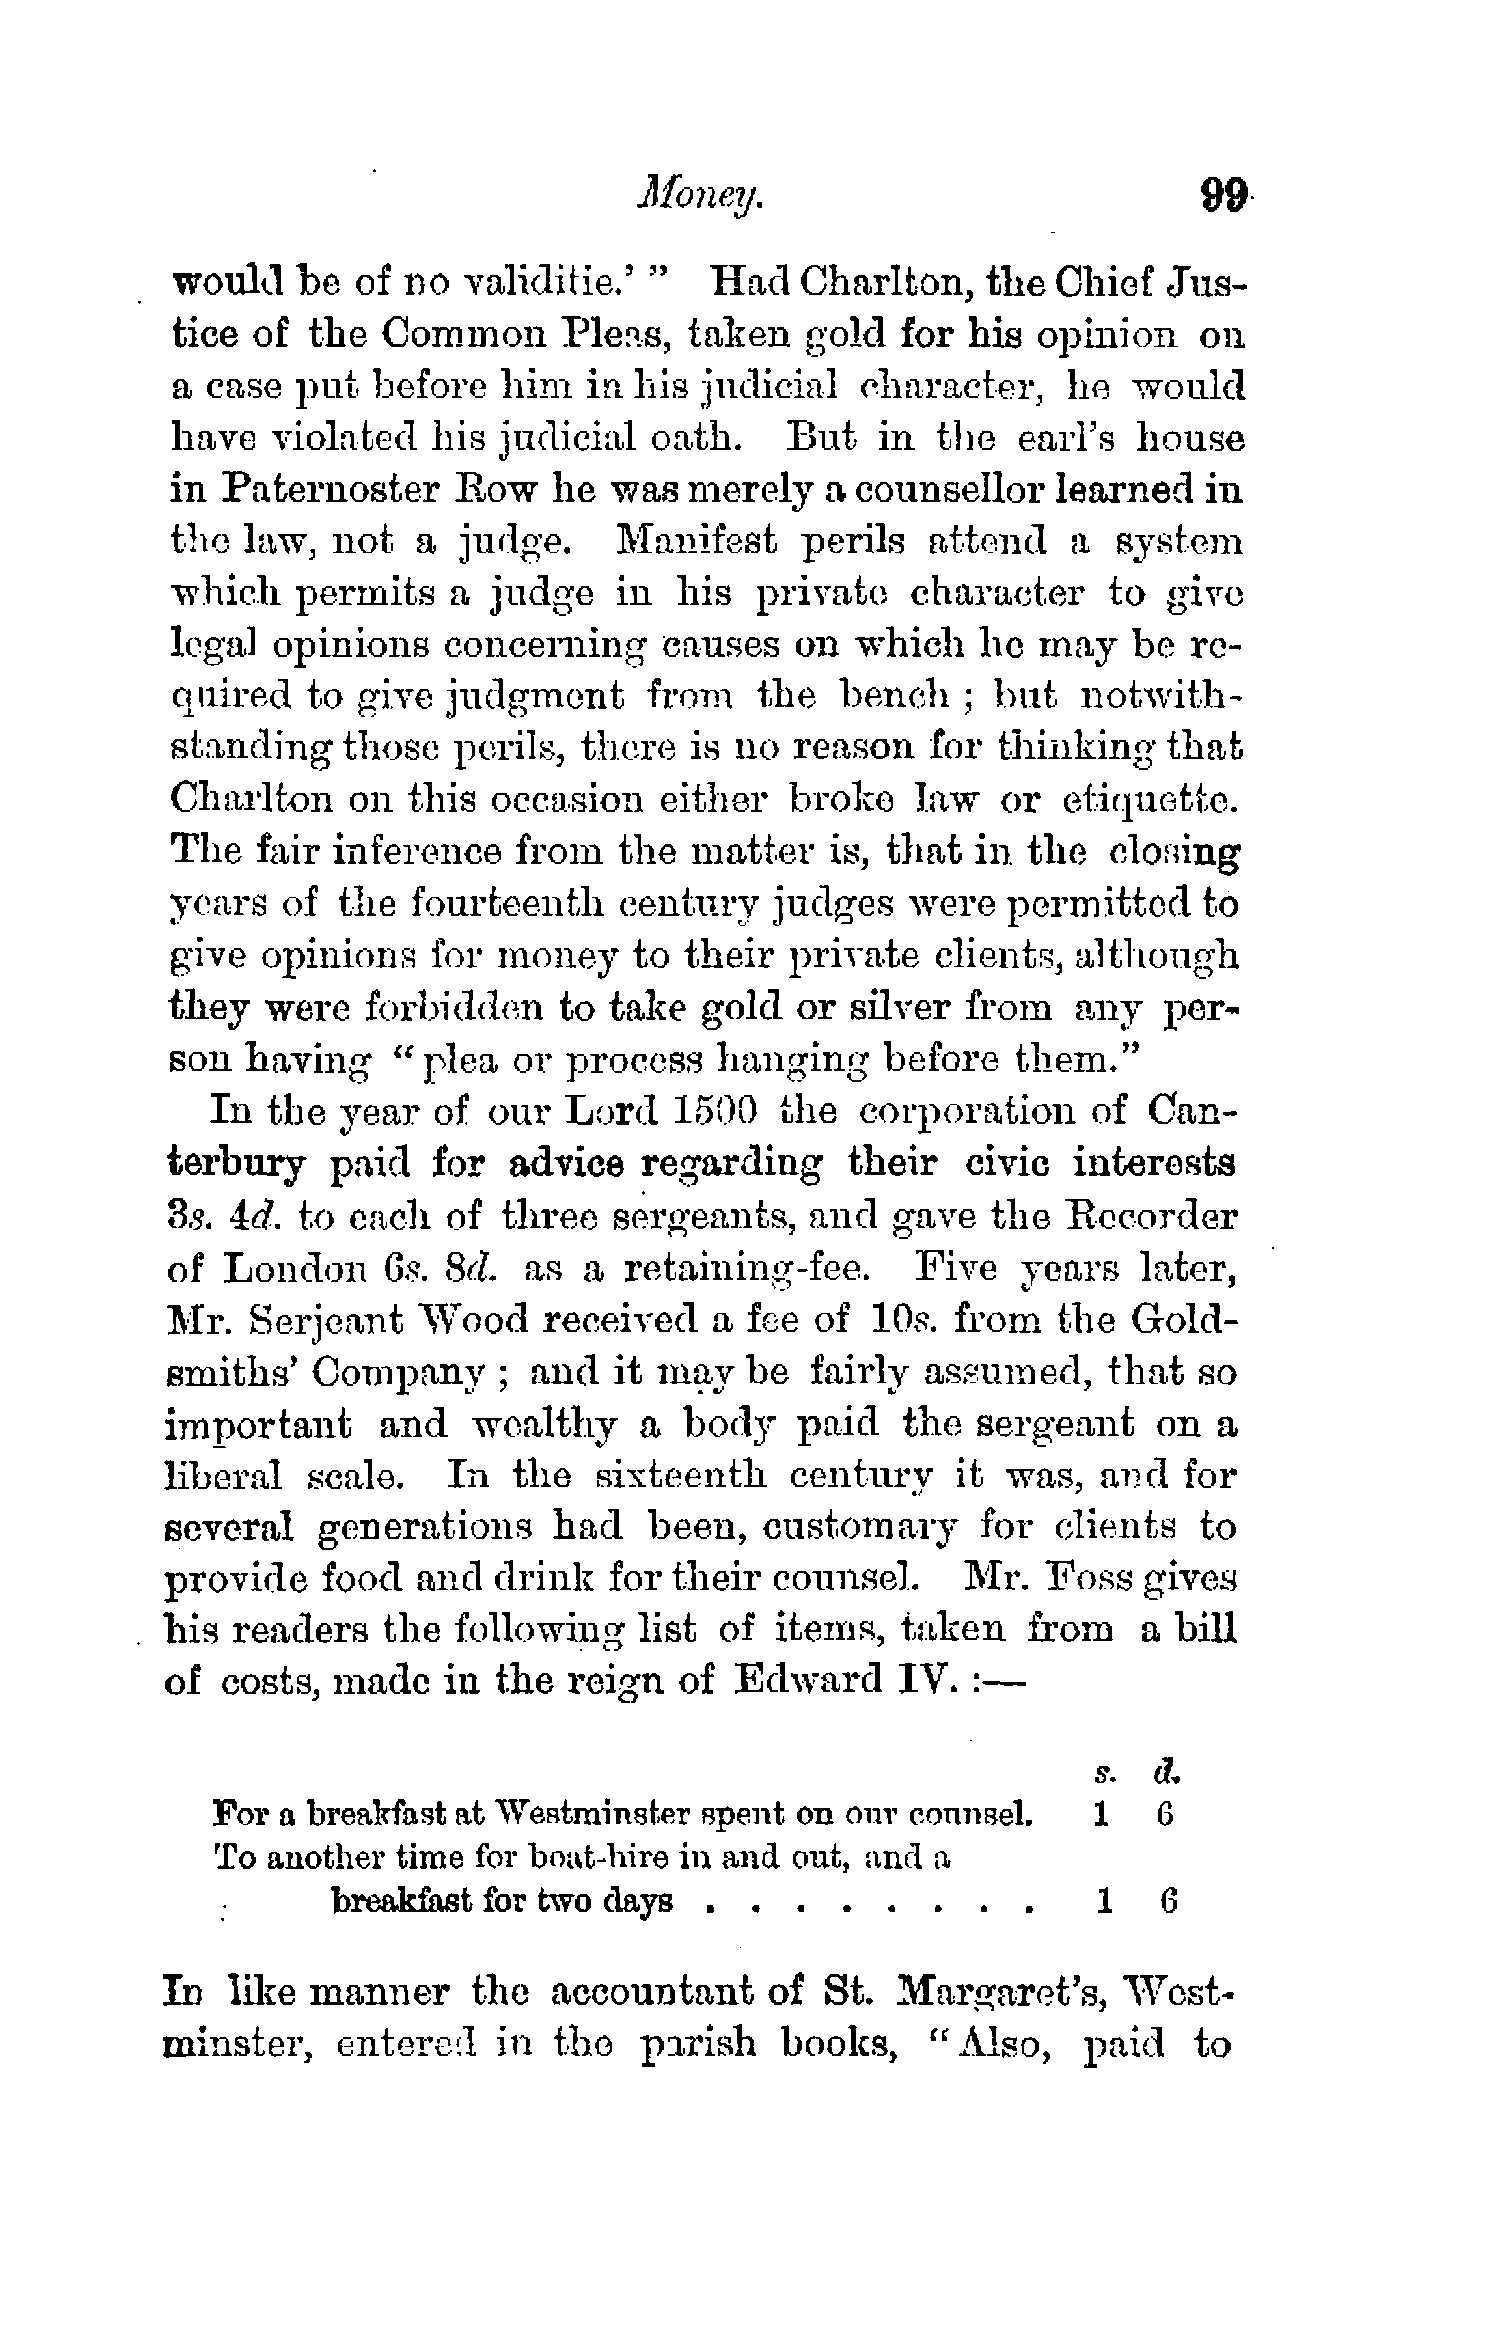 Money. 99
would be of no validitie.' " Had Charlton, the Chief Jus-
tice of the Common Pleas, taken gold for his opinion on
a case put before him in his judicial character, he would
have violated his judicial oath. But in the earl's house
in Paternoster Row he was merely a counsellor learned in
the law, not a judge. Manifest perils attend a system
which permits a judge in his private character to give
legal opinions concerning causes on which he may be re-
quired to give judgment from the bench ; but notwith-
standing those perils, there is no reason for thinking that
Charlton on this occasion either broke law or etiquette.
The fair inference from the matter is, that in the closing
years of the fourteenth century judges were permitted to
give opinions for money to their private clients, although
they were forbidden to take gold or silver from any per-
son having " plea or process hanging before them."
In the year of our Lord 1500 the corporation of Can-
terbury paid for advice regarding their civic interests
3s. 4d. to each of three sergeants, and gave the Recorder
of London 6s. 8d. as a retaining-fee. Five years later,
Mr. Serjeant Wood received a fee of 10s. from the Gold-
smiths' Company ; and it may be fairly assumed, that so
important and wealthy a body paid the sergeant on a
liberal scale. In the sixteenth century it was, and for
several generations had been, customary for clients to
provide food and drink for their counsel. Mr. Foss gives
his readers the following list of items, taken from a bill
of costs, made in the reign of Edward IV. :—
s. d.
For a breakfast at Westminster spent on our counsel. 1 6
To another time for boat-hire in and out, and a
breakfast for two days . . . . . . . . 1 6
In like manner the accountant of St. Margaret's, West-
minster, entered in the parish books, " Also, paid to